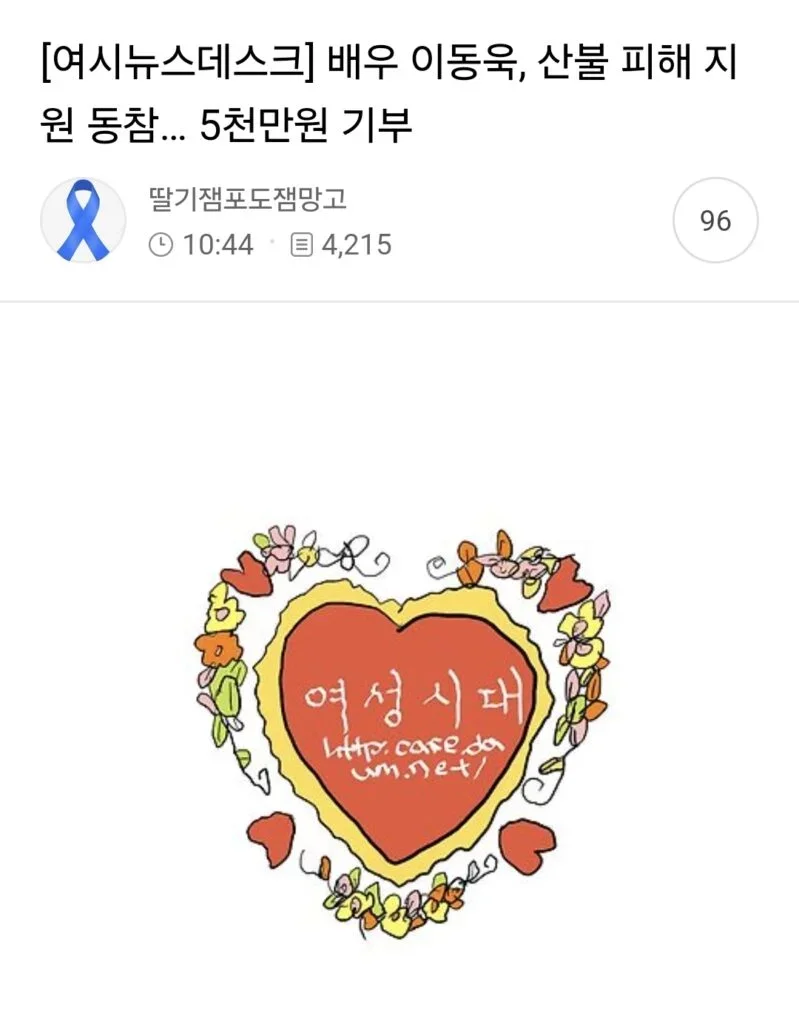 [여시뉴스데스크] 배우 이동욱, 산불 피해 지
원 동참... 5천만원 기부
딸기잼포도잼망고
10:44 · 4,215
96
여성시대
http.cafe.da
um.net/